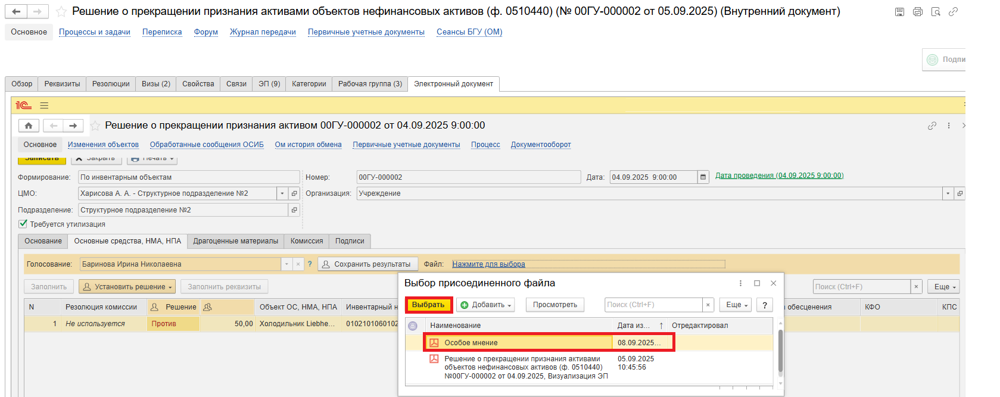 Решение о прекращении признания активами объектов нефинансовых активов (ф. 0510440) (№ 00ГУ-000002 от 05.09.2025) (Внутренний документ)
Основное Процессы и задачи Переписка Форум Журнал передачи Первичные учетные документы Сеансы БГУ (ОМ)
Подпи
Обзор Реквизиты Резолюции Визы (2) Свойства Связи ЭП (9) Категории Рабочая группа (3) Электронный документ
1С
Решение о прекращении признания активом 00ГУ-000002 от 04.09.2025 9:00:00
Основное Изменения объектов Обработанные сообщения ОСИБ Ом история обмена Первичные учетные документы Процесс Документооборот
Записать Закрыть Печать
Формирование: По инвентарным объектам Номер: 00ГУ-000002 Дата: 04.09.2025 9:00:00 Дата проведения (04.09.2025 9:00:00)
ЦМО: Харисова А. А. - Структурное подразделение №2 Организация: Учреждение
Подразделение: Структурное подразделение №2
Требуется утилизация
Основание Основные средства, НМА, НПА Драгоценные материалы Комиссия Подписи
Голосование: Баринова Ирина Николаевна ? Сохранить результаты Файл: Нажмите для выбора
Заполнить Установить решение Заполнить реквизиты Поиск (Ctrl+F) × Еще
N Резолюция комиссии Решение Объект ОС, НМА, НПА Инвентарный н а обесценения КФО КПС
1 Не используется Против 50,00 Холодильник Liebhe... 0102101060102
Выбор присоединенного файла
Выбрать Добавить Просмотреть Поиск (Ctrl+F) × Еще ?
Наименование Дата из... ↑ Отредактировал
Особое мнение 08.09.2025...
Решение о прекращении признания активами 05.09.2025
объектов нефинансовых активов (ф. 0510440) 10:45:56
№00ГУ-000002 от 04.09.2025, Визуализация ЭП